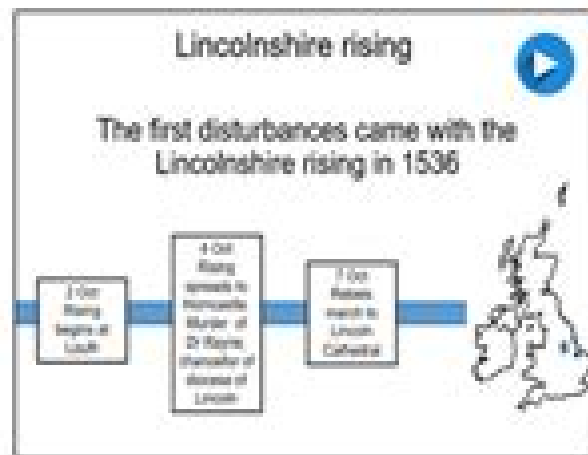 Lincolnshire rising
The first disturbances came with the
Lincolnshire rising in 1536
2 Oct
Rising
begins at
Louth
4 Oct
Rising
spreads to
Horncastle.
Murder of
Dr Rayne,
chancellor of
diocese of
Lincoln
7 Oct
Rebels
march to
Lincoln
Cathedral